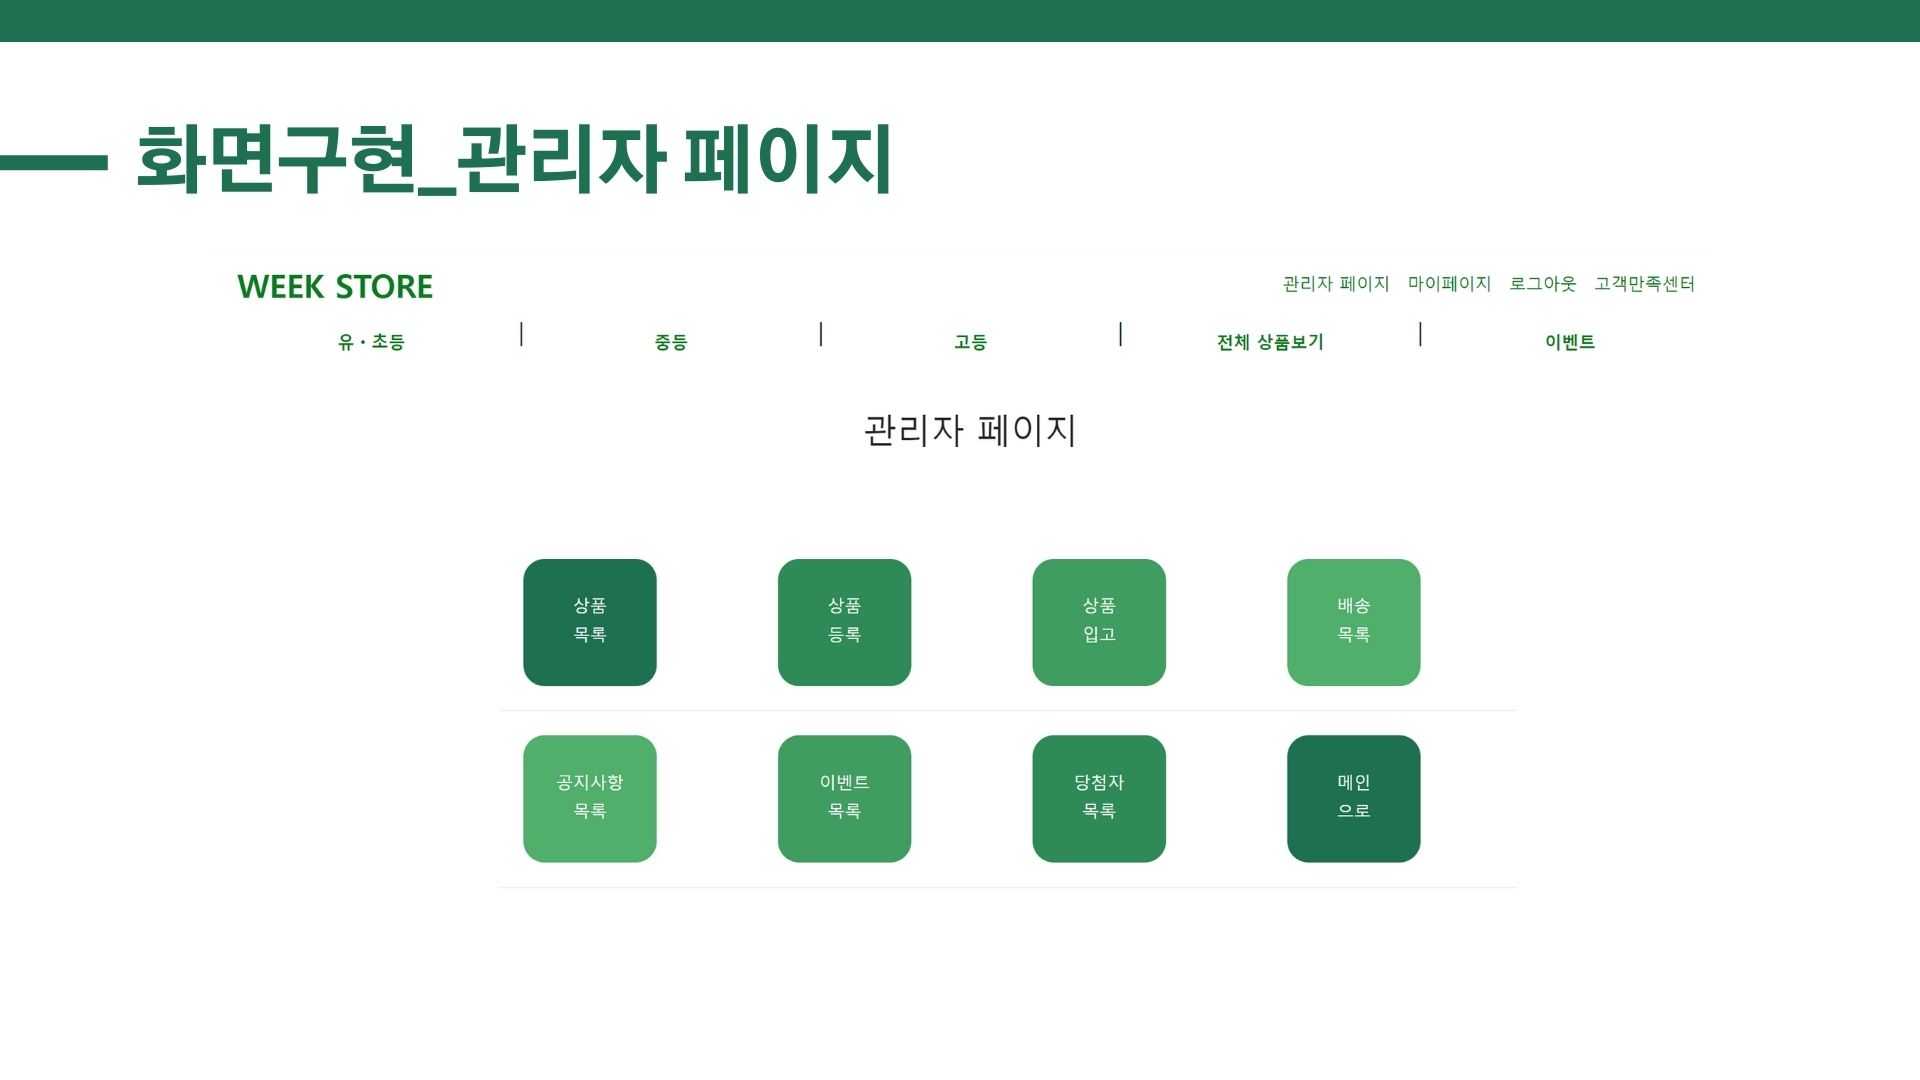 화면구현_관리자 페이지
WEEK STORE
관리자 페이지 마이페이지 로그아웃 고객만족센터
유・초등 | 중등 | 고등 | 전체 상품보기 | 이벤트
관리자 페이지
상품 상품 상품 배송
목록 등록 입고 목록
공지사항 이벤트 당첨자 메인
목록 목록 목록 으로